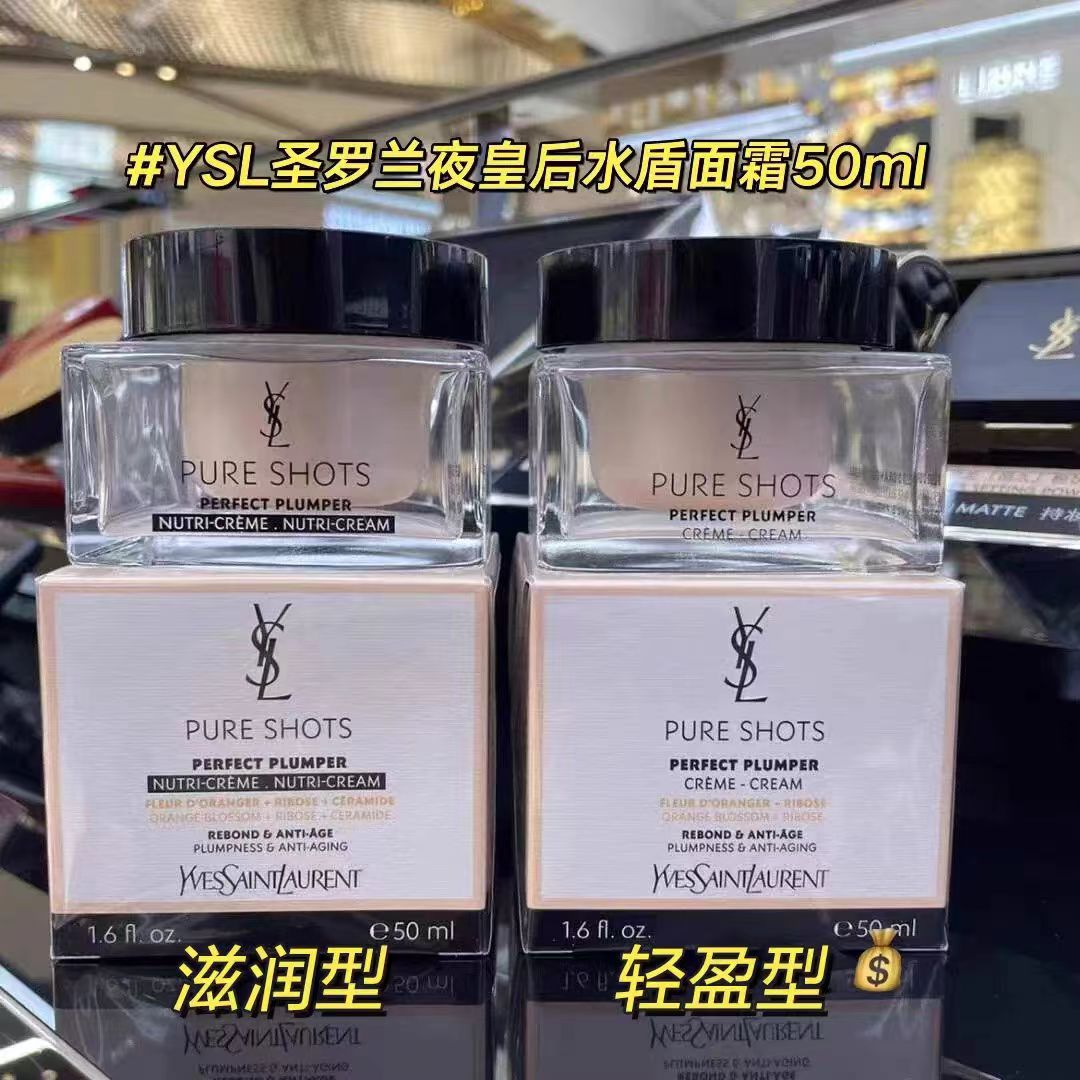 #YSL圣罗兰夜皇后水盾面霜50ml
YSL
PURE SHOTS
PERFECT PLUMPER
NUTRI-CRÈME . NUTRI-CREAM
YSL
PURE SHOTS
PERFECT PLUMPER
CRÈME - CREAM
YSL
MATTE 持妆
YSL
PURE SHOTS
PERFECT PLUMPER
NUTRI-CRÈME . NUTRI-CREAM
FLEUR D'ORANGER + RIBOSE + CÉRAMIDE
ORANGE BLOSSOM + RIBOSE + CERAMIDE
REBOND & ANTI-ÂGE
PLUMPNESS & ANTI-AGING
YVESSAINTLAURENT
1.6 fl. oz. ℮50 ml
YSL
PURE SHOTS
PERFECT PLUMPER
CRÈME - CREAM
FLEUR D'ORANGER + RIBOSE
ORANGE BLOSSOM + RIBOSE
REBOND & ANTI-ÂGE
PLUMPNESS & ANTI-AGING
YVESSAINTLAURENT
1.6 fl. oz. ℮50 ml
滋润型
轻盈型💰